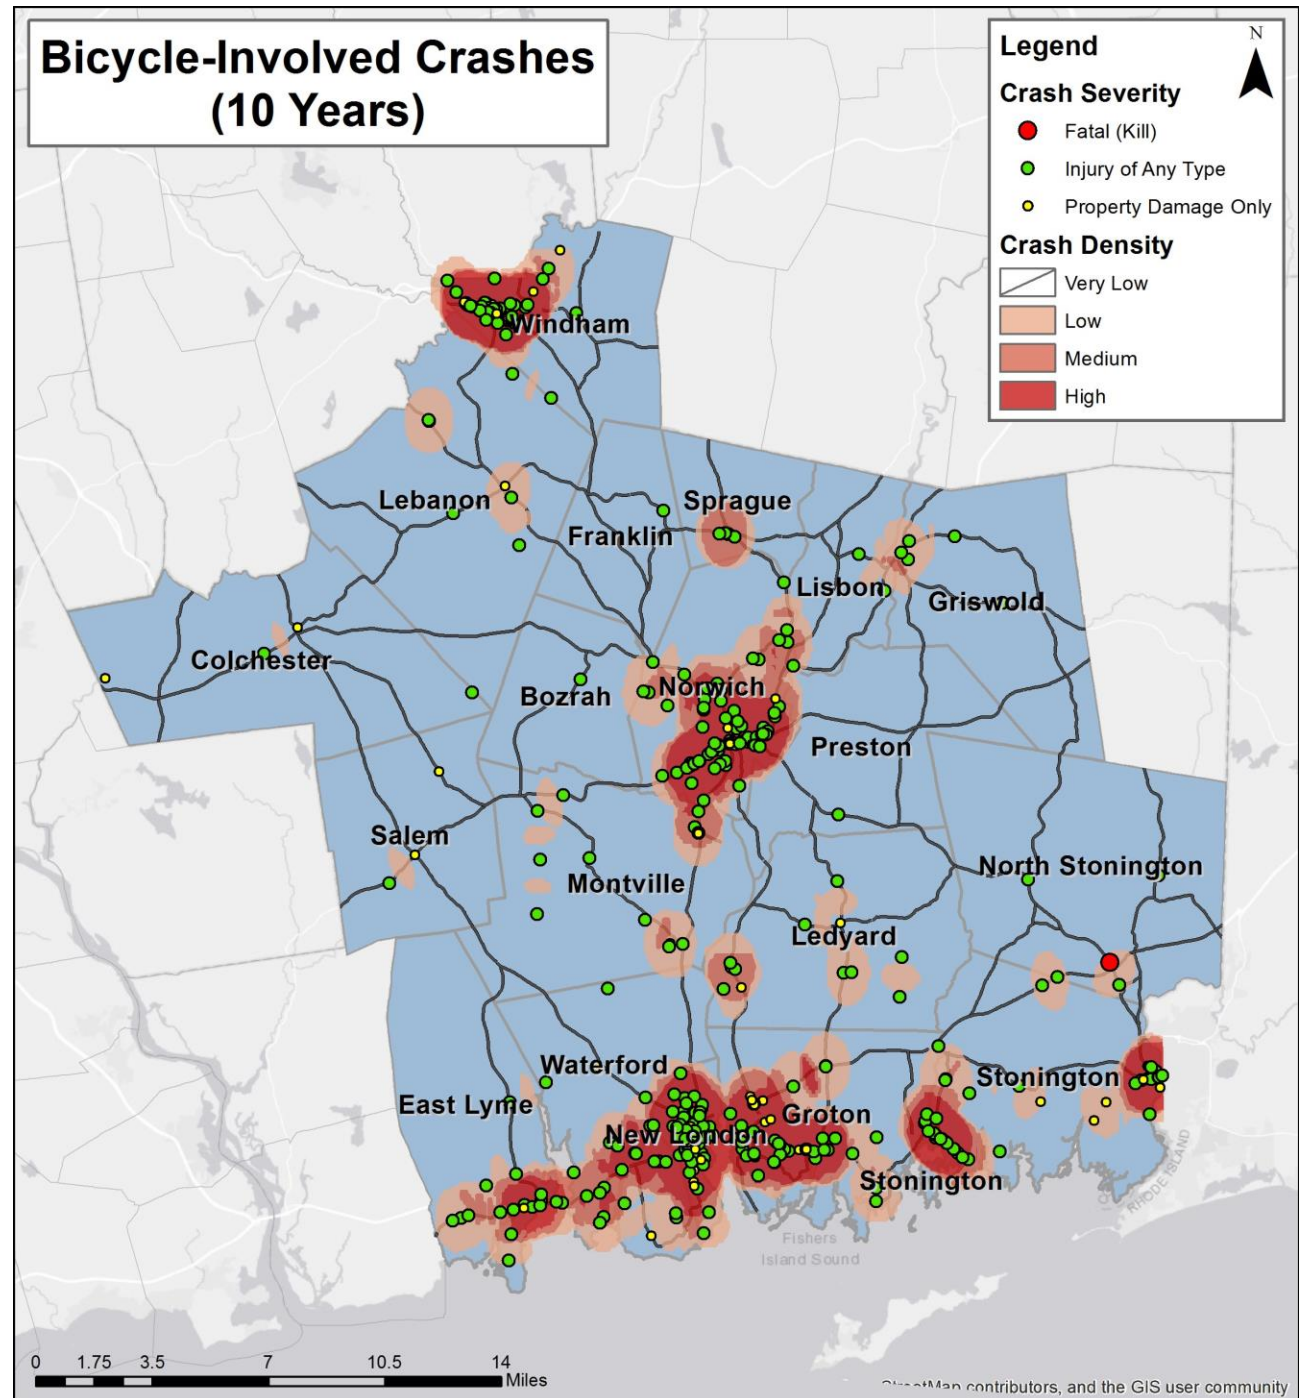 Bicycle-Involved Crashes
(10 Years)
Legend
N
Crash Severity
Fatal (Kill)
Injury of Any Type
Property Damage Only
Crash Density
Very Low
Low
Medium
High
Windham
Lebanon
Sprague
Franklin
Lisbon
Griswold
Colchester
Bozrah
Norwich
Preston
Salem
North Stonington
Montville
Ledyard
Waterford
Stonington
East Lyme
Groton
New London
Stonington
RHODE ISLAND
Fishers
Island Sound
0 1.75 3.5 7 10.5 14
Miles
contributors, and the GIS user community